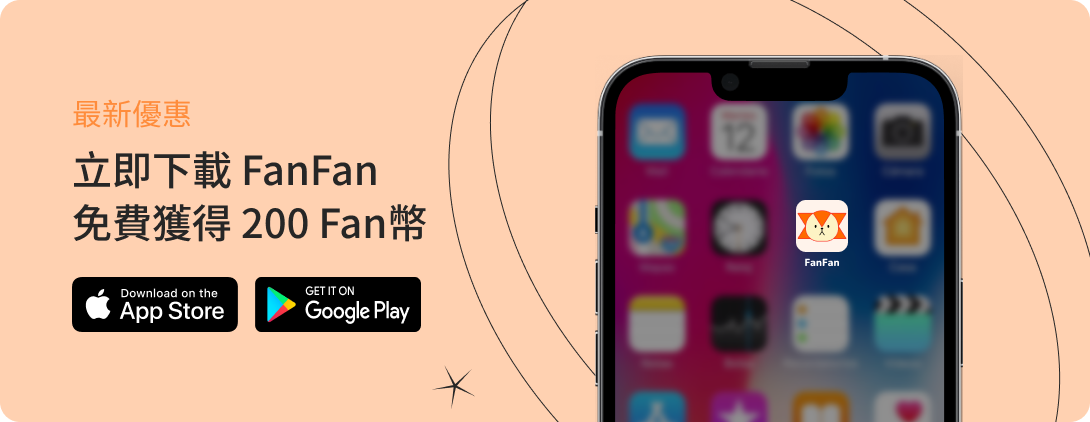 最新優惠
立即下載 FanFan
免費獲得 200 Fan幣
Download on the
App Store
GET IT ON
Google Play
12
FanFan